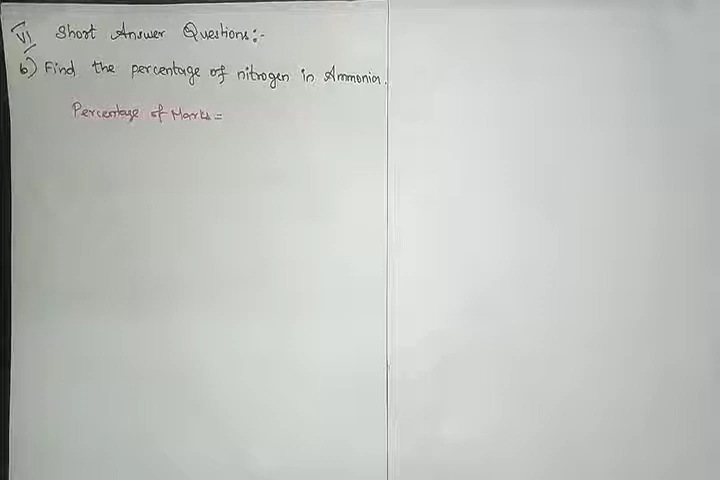 VI Short Answer Questions:-
6) Find the percentage of nitrogen in Ammonia.
Percentage of Marks =